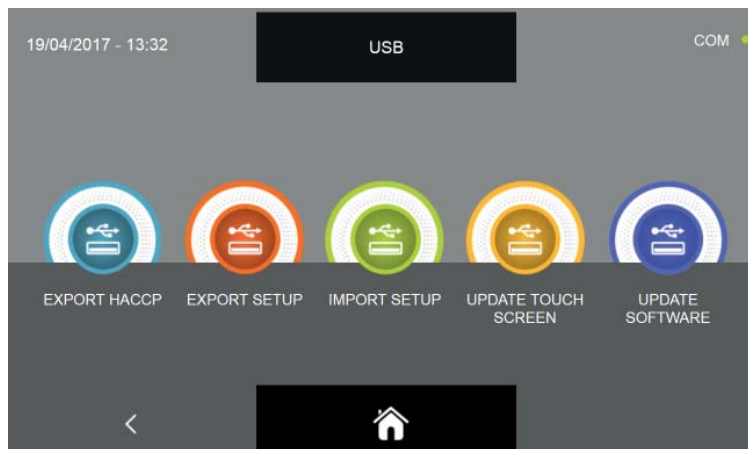 19/04/2017 - 13:32
USB
COM
EXPORT HACCP
EXPORT SETUP
IMPORT SETUP
UPDATE TOUCH
SCREEN
UPDATE
SOFTWARE